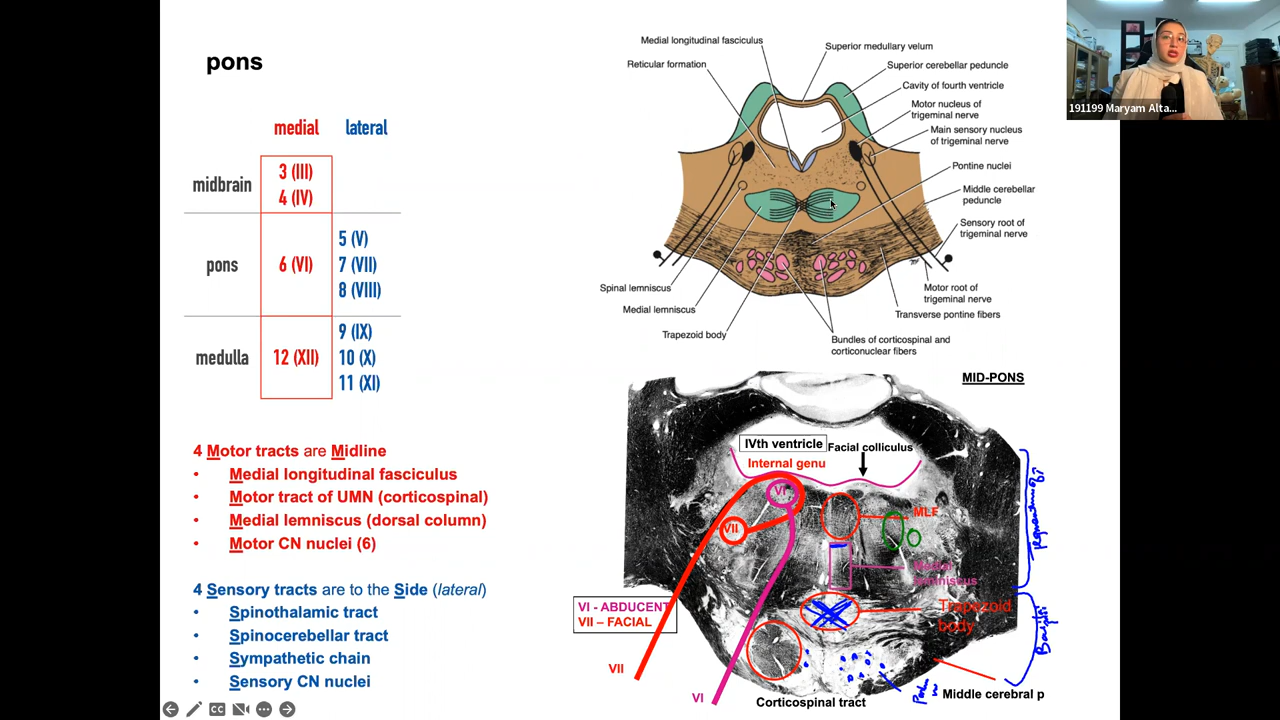 pons
medial lateral
midbrain
3 (III)
4 (IV)
pons
6 (VI)
5 (V)
7 (VII)
8 (VIII)
medulla
12 (XII)
9 (IX)
10 (X)
11 (XI)
4 Motor tracts are Midline
• Medial longitudinal fasciculus
• Motor tract of UMN (corticospinal)
• Medial lemniscus (dorsal column)
• Motor CN nuclei (6)
4 Sensory tracts are to the Side (lateral)
• Spinothalamic tract
• Spinocerebellar tract
• Sympathetic chain
• Sensory CN nuclei
Medial longitudinal fasciculus
Reticular formation
Superior medullary velum
Superior cerebellar peduncle
Cavity of fourth ventricle
Motor nucleus of
trigeminal nerve
Main sensory nucleus
of trigeminal nerve
Pontine nuclei
Middle cerebellar
peduncle
Sensory root of
trigeminal nerve
Spinal lemniscus
Medial lemniscus
Trapezoid body
Motor root of
trigeminal nerve
Transverse pontine fibers
Bundles of corticospinal and
corticonuclear fibers
191199 Maryam Alta...
MID-PONS
IVth ventricle
Facial colliculus
Internal genu
VI
VII
MLF
Medial
lemniscus
VI - ABDUCENT
VII – FACIAL
Trapezoid
body
VII
VI
Corticospinal tract
Middle cerebral p
CC